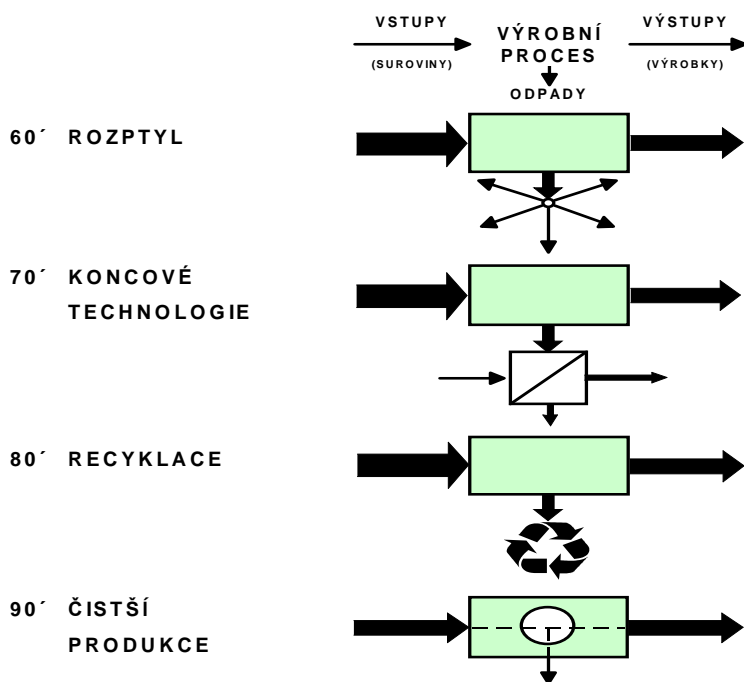 VSTUPY
(SUROVINY)
VÝROBNÍ
PROCES
ODPADY
VÝSTUPY
(VÝROBKY)
60´ ROZPTYL
70´ KONCOVÉ
TECHNOLOGIE
80´ RECYKLACE
90´ ČISTŠÍ
PRODUKCE